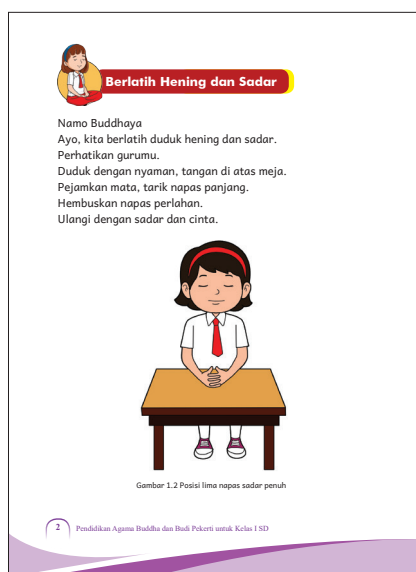 Berlatih Hening dan Sadar
Namo Buddhaya
Ayo, kita berlatih duduk hening dan sadar.
Perhatikan gurumu.
Duduk dengan nyaman, tangan di atas meja.
Pejamkan mata, tarik napas panjang.
Hembuskan napas perlahan.
Ulangi dengan sadar dan cinta.
Gambar 1.2 Posisi lima napas sadar penuh
2 Pendidikan Agama Buddha dan Budi Pekerti untuk Kelas I SD